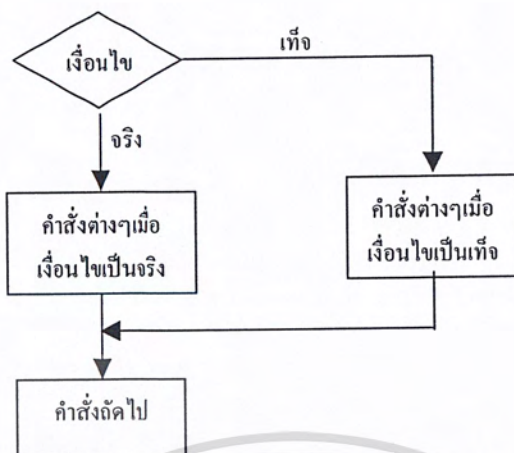 เงื่อนไข
เท็จ
จริง
คำสั่งต่างๆเมื่อ
เงื่อนไขเป็นจริง
คำสั่งต่างๆเมื่อ
เงื่อนไขเป็นเท็จ
คำสั่งถัดไป